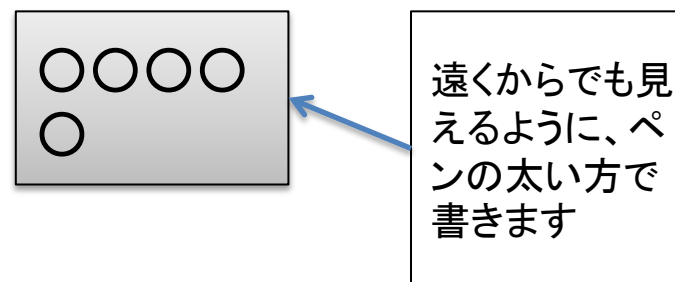 ○○○○
○
遠くからでも見
えるように、ペ
ンの太い方で
書きます